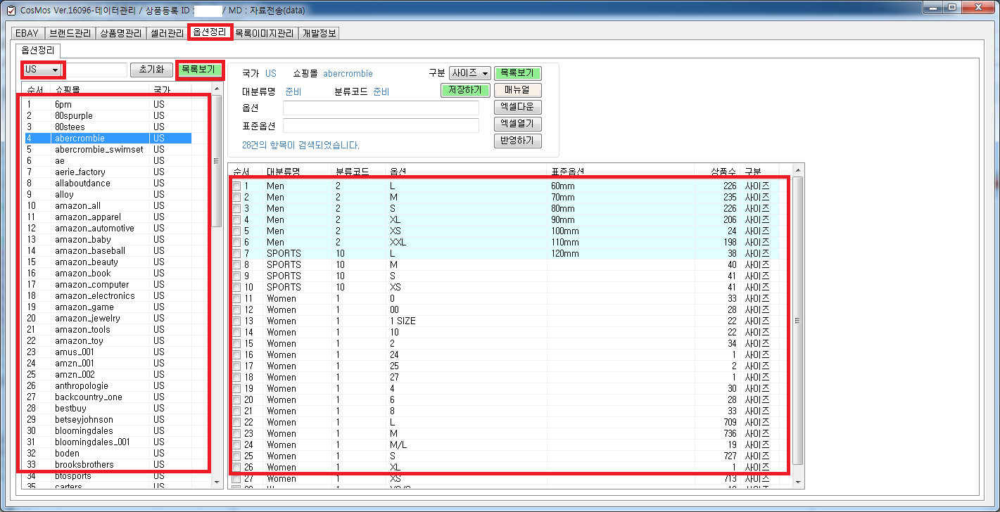 CosMos Ver.16096-데이터관리 / 상품등록 ID : / MD : 자료전송(data)
EBAY 브랜드관리 상품명관리 셀러관리 옵션정리 목록이미지관리 개발정보
옵션정리
US 초기화 목록보기
순서 쇼핑몰 국가
1 6pm US
2 80spurple US
3 80stees US
4 abercrombie US
5 abercrombie_swimset US
6 ae US
7 aerie_factory US
8 allaboutdance US
9 alloy US
10 amazon_all US
11 amazon_apparel US
12 amazon_automotive US
13 amazon_baby US
14 amazon_baseball US
15 amazon_beauty US
16 amazon_book US
17 amazon_computer US
18 amazon_electronics US
19 amazon_game US
20 amazon_jewelry US
21 amazon_tools US
22 amazon_toy US
23 amus_001 US
24 amzn_001 US
25 amzn_002 US
26 anthropologie US
27 backcountry_one US
28 bestbuy US
29 betseyjohnson US
30 bloomingdales US
31 bloomingdales_001 US
32 boden US
33 brooksbrothers US
34 btosports US
35 carters US
국가 US 쇼핑몰 abercrombie 구분 사이즈 목록보기
대분류명 준비 분류코드 준비 저장하기 매뉴얼
옵션 엑셀다운
표준옵션 엑셀열기
28건의 항목이 검색되었습니다. 반영하기
순서 대분류명 분류코드 옵션 표준옵션 상품수 구분
1 Men 2 L 60mm 226 사이즈
2 Men 2 M 70mm 235 사이즈
3 Men 2 S 80mm 226 사이즈
4 Men 2 XL 90mm 206 사이즈
5 Men 2 XS 100mm 24 사이즈
6 Men 2 XXL 110mm 198 사이즈
7 SPORTS 10 L 120mm 38 사이즈
8 SPORTS 10 M 40 사이즈
9 SPORTS 10 S 41 사이즈
10 SPORTS 10 XS 41 사이즈
11 Women 1 0 33 사이즈
12 Women 1 00 28 사이즈
13 Women 1 1 SIZE 22 사이즈
14 Women 1 10 22 사이즈
15 Women 1 2 34 사이즈
16 Women 1 24 1 사이즈
17 Women 1 25 2 사이즈
18 Women 1 27 1 사이즈
19 Women 1 4 30 사이즈
20 Women 1 6 28 사이즈
21 Women 1 8 33 사이즈
22 Women 1 L 709 사이즈
23 Women 1 M 736 사이즈
24 Women 1 M/L 19 사이즈
25 Women 1 S 727 사이즈
26 Women 1 XL 1 사이즈
27 Women 1 XS 713 사이즈